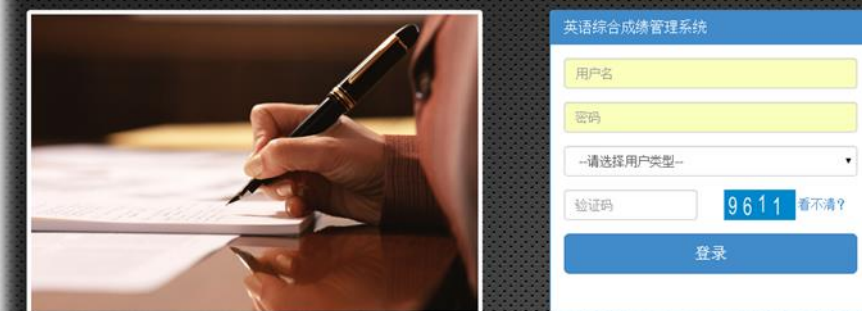 英语综合成绩管理系统
用户名
密码
--请选择用户类型--
验证码 9611 看不清?
登录